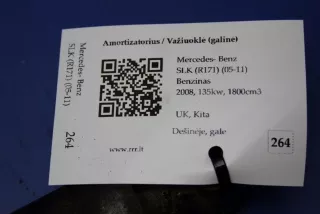 Amortizatorius / Važiuoklė (galinė)
Mercedes- Benz
SLK (R171) (05-11)
Benzinas
2008, 135kw, 1800cm3
UK, Kita
Dešinėje, gale
www.rrr.lt
264
Mercedes- Benz
SLK (R171) (05-11)
264